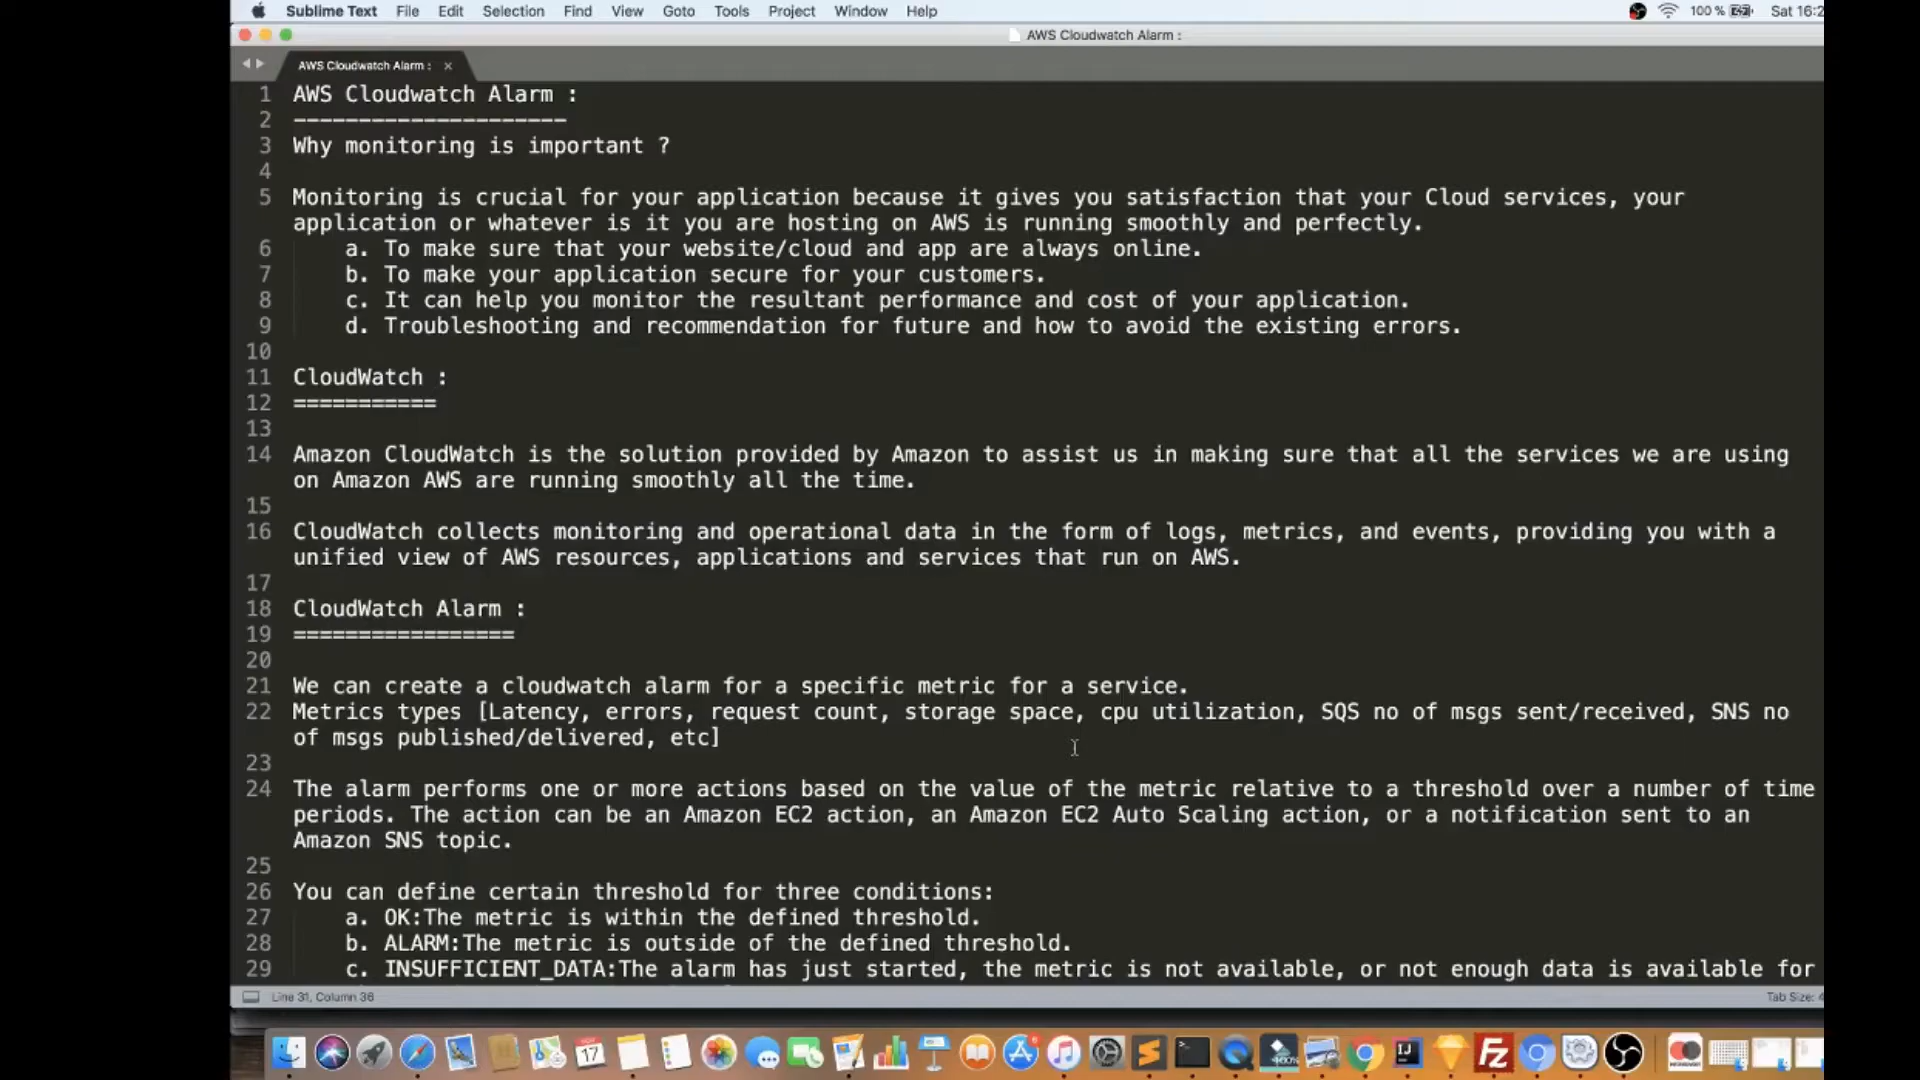 Sublime Text File Edit Selection Find View Goto Tools Project Window Help 100 % Sat 16:2
AWS Cloudwatch Alarm :
AWS Cloudwatch Alarm : ×
1 AWS Cloudwatch Alarm :
2 ---------------------
3 Why monitoring is important ?
4
5 Monitoring is crucial for your application because it gives you satisfaction that your Cloud services, your
application or whatever is it you are hosting on AWS is running smoothly and perfectly.
6 a. To make sure that your website/cloud and app are always online.
7 b. To make your application secure for your customers.
8 c. It can help you monitor the resultant performance and cost of your application.
9 d. Troubleshooting and recommendation for future and how to avoid the existing errors.
10
11 CloudWatch :
12 ===========
13
14 Amazon CloudWatch is the solution provided by Amazon to assist us in making sure that all the services we are using
on Amazon AWS are running smoothly all the time.
15
16 CloudWatch collects monitoring and operational data in the form of logs, metrics, and events, providing you with a
unified view of AWS resources, applications and services that run on AWS.
17
18 CloudWatch Alarm :
19 =================
20
21 We can create a cloudwatch alarm for a specific metric for a service.
22 Metrics types [Latency, errors, request count, storage space, cpu utilization, SQS no of msgs sent/received, SNS no
of msgs published/delivered, etc]
23
24 The alarm performs one or more actions based on the value of the metric relative to a threshold over a number of time
periods. The action can be an Amazon EC2 action, an Amazon EC2 Auto Scaling action, or a notification sent to an
Amazon SNS topic.
25
26 You can define certain threshold for three conditions:
27 a. OK:The metric is within the defined threshold.
28 b. ALARM:The metric is outside of the defined threshold.
29 c. INSUFFICIENT_DATA:The alarm has just started, the metric is not available, or not enough data is available for
Line 31, Column 36 Tab Size: 4
17